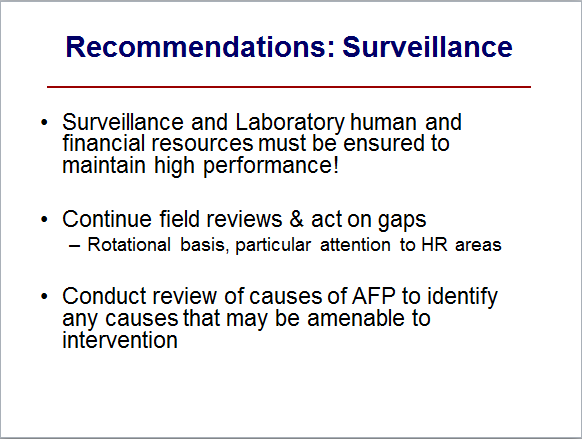 Recommendations: Surveillance
• Surveillance and Laboratory human and
financial resources must be ensured to
maintain high performance!
• Continue field reviews & act on gaps
– Rotational basis, particular attention to HR areas
• Conduct review of causes of AFP to identify
any causes that may be amenable to
intervention